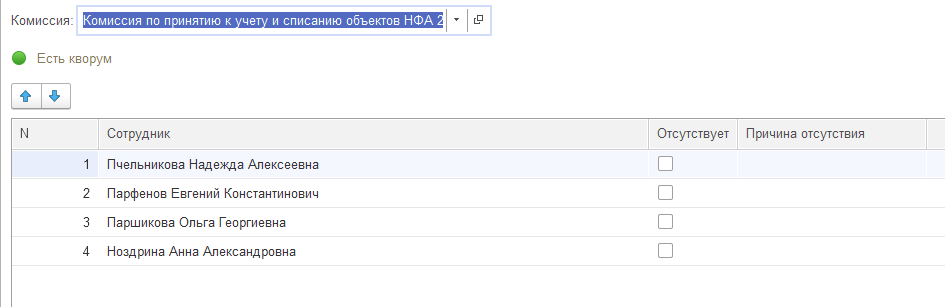 Комиссия: Комиссия по принятию к учету и списанию объектов НФА 2
Есть кворум
N Сотрудник Отсутствует Причина отсутствия
1 Пчельникова Надежда Алексеевна
2 Парфенов Евгений Константинович
3 Паршикова Ольга Георгиевна
4 Ноздрина Анна Александровна